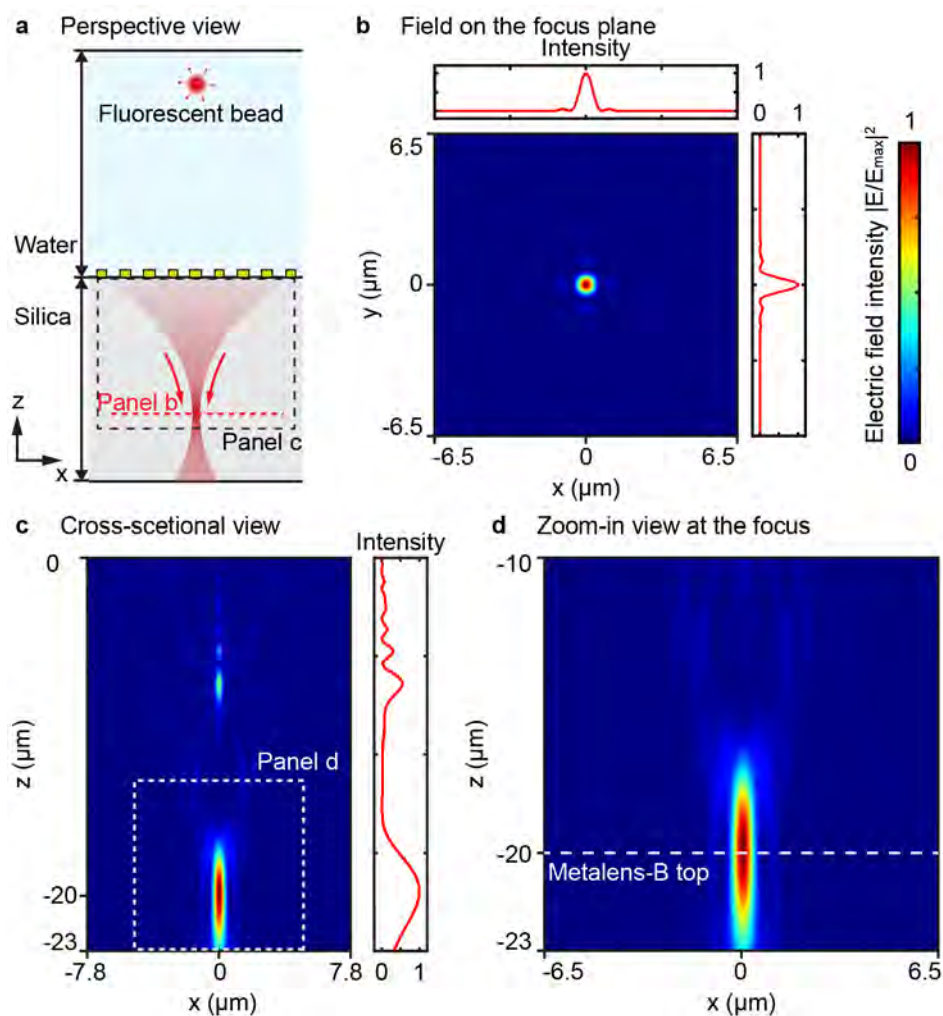 a Perspective view
Fluorescent bead
Water
Silica
Panel b
Panel c
z
x
b Field on the focus plane
Intensity
1
0
0 1
6.5
0
-6.5
y (μm)
-6.5 0 6.5
x (μm)
1
0
Electric field intensity |E/Emax|²
c Cross-scetional view
Intensity
0
-20
-23
z (μm)
Panel d
-7.8 0 7.8
x (μm)
0 1
d Zoom-in view at the focus
-10
-20
-23
z (μm)
Metalens-B top
-6.5 0 6.5
x (μm)